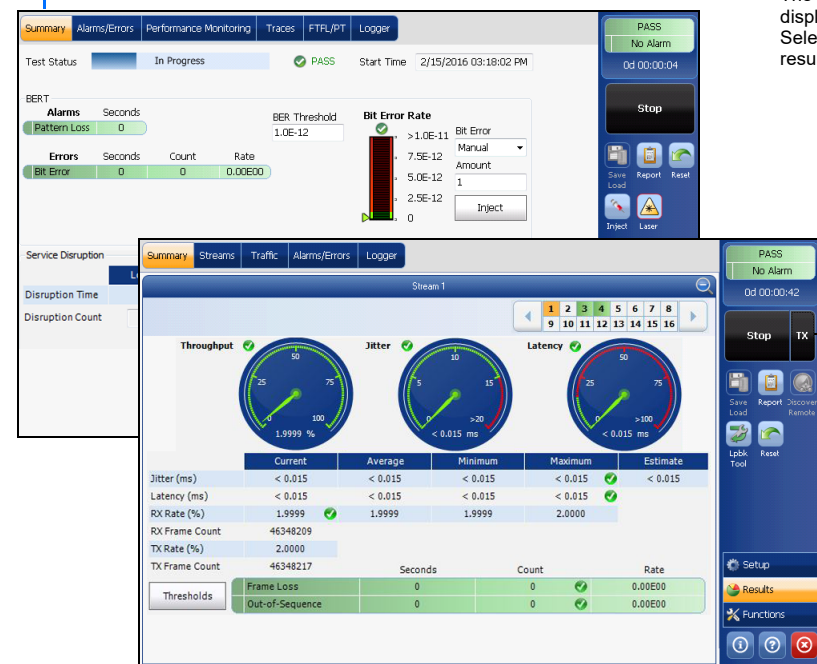 The
displ
Sele
resu
Summary Alarms/Errors Performance Monitoring Traces FTFL/PT Logger
Test Status In Progress PASS Start Time 2/15/2016 03:18:02 PM
BERT
Alarms Seconds
Pattern Loss 0
Errors Seconds Count Rate
Bit Error 0 0 0.00E00
BER Threshold
1.0E-12
Bit Error Rate
>1.0E-11
7.5E-12
5.0E-12
2.5E-12
0
Bit Error
Manual
Amount
1
Inject
Service Disruption
Disruption Time
Disruption Count
PASS
No Alarm
0d 00:00:04
Stop
Save Load Report Reset
Inject Laser
Summary Streams Traffic Alarms/Errors Logger
Stream 1
1 2 3 4 5 6 7 8
9 10 11 12 13 14 15 16
Throughput Jitter Latency
50
25 75
0 100
1.9999 %
10
5 15
0 >20
< 0.015 ms
50
25 75
0 >100
< 0.015 ms
Current Average Minimum Maximum Estimate
Jitter (ms) < 0.015 < 0.015 < 0.015 < 0.015 < 0.015
Latency (ms) < 0.015 < 0.015 < 0.015 < 0.015
RX Rate (%) 1.9999 1.9999 1.9999 2.0000
RX Frame Count 46348209
TX Rate (%) 2.0000
TX Frame Count 46348217
Seconds Count Rate
Thresholds
Frame Loss 0 0 0.00E00
Out-of-Sequence 0 0 0.00E00
PASS
No Alarm
0d 00:00:42
Stop TX
Save Load Report Discover Remote
Lpbk Tool Reset
Setup
Results
Functions